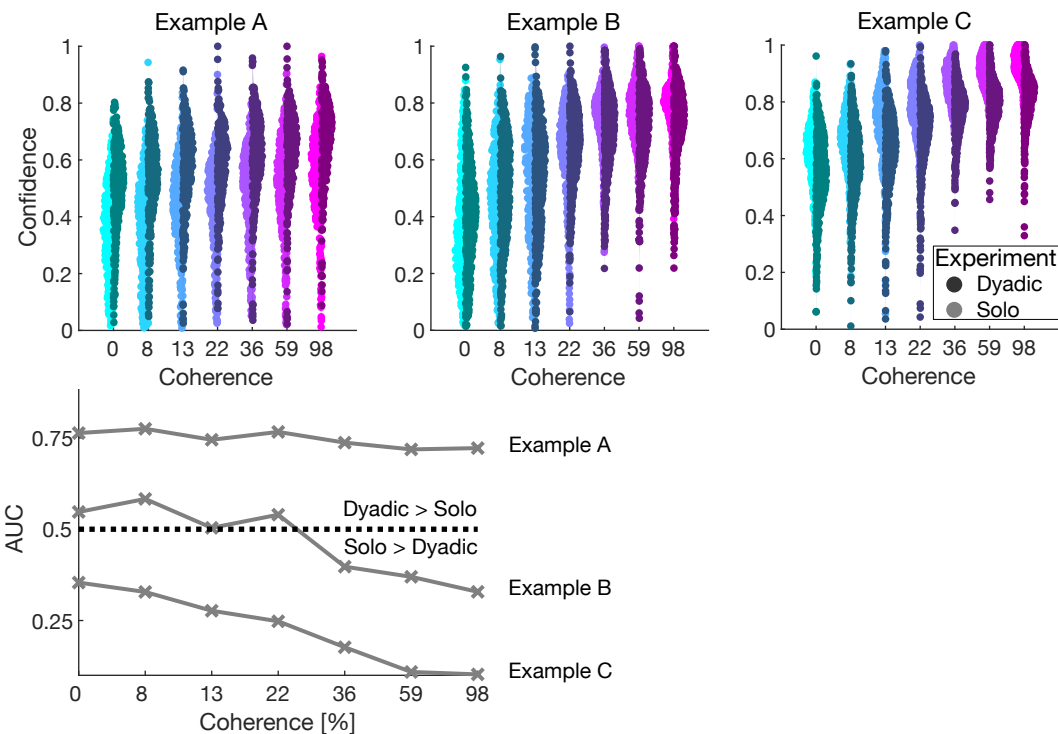 Example A
Example B
Example C
Confidence
1
0.8
0.6
0.4
0.2
0
0 8 13 22 36 59 98
Coherence
1
0.8
0.6
0.4
0.2
0
0 8 13 22 36 59 98
Coherence
1
0.8
0.6
0.4
0.2
0
0 8 13 22 36 59 98
Coherence
Experiment
Dyadic
Solo
AUC
0.75
0.5
0.25
Example A
Dyadic > Solo
Solo > Dyadic
Example B
Example C
0 8 13 22 36 59 98
Coherence [%]